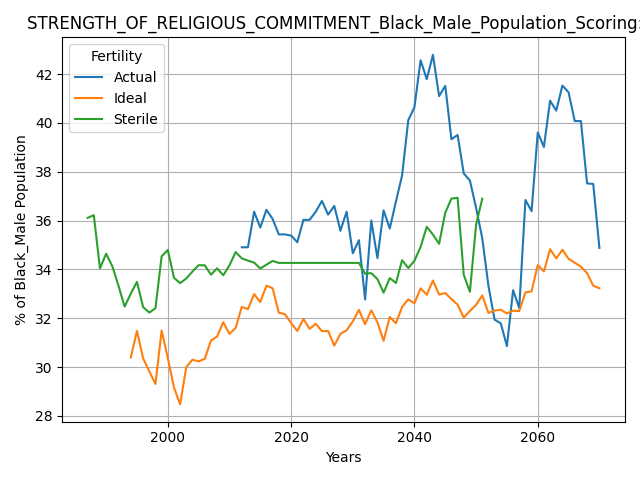 STRENGTH_OF_RELIGIOUS_COMMITMENT_Black_Male_Population_Scoring:
Fertility
Actual
Ideal
Sterile
% of Black_Male Population
42
40
38
36
34
32
30
28
2000
2020
2040
2060
Years